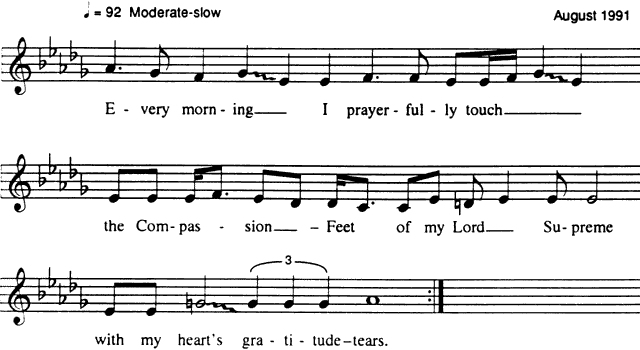 ♩ = 92 Moderate-slow August 1991
E - very morn - ing I prayer - ful - ly touch
the Com - pas - sion - Feet of my Lord Su - preme
3
with my heart's gra - ti - tude-tears.